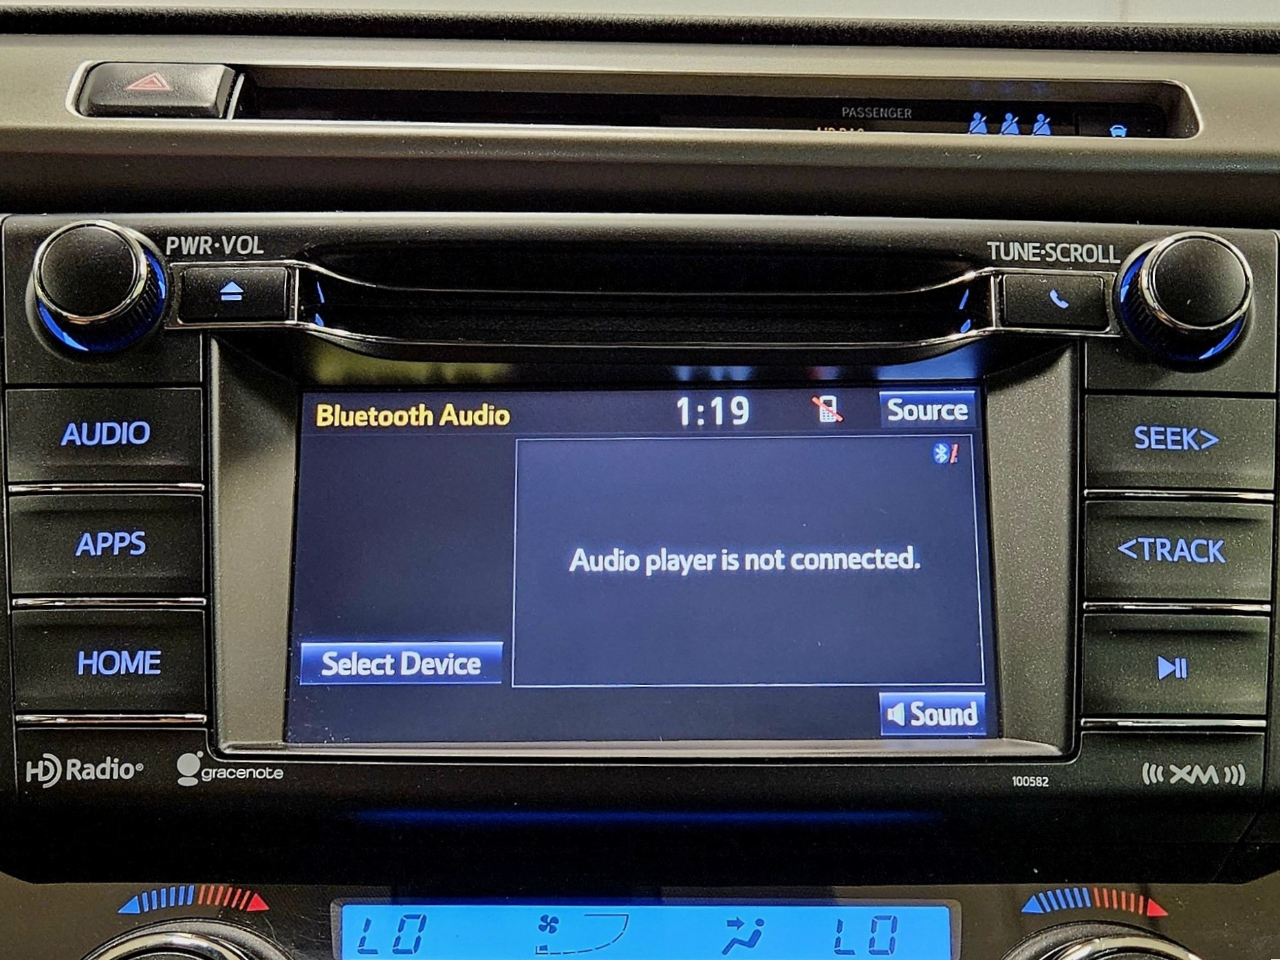 PASSENGER
PWR·VOL
TUNE·SCROLL
Bluetooth Audio
1:19
Source
AUDIO
SEEK>
APPS
Audio player is not connected.
<TRACK
HOME
Select Device
Sound
HD Radio®
gracenote
100582
((( XM )))
LO
LO